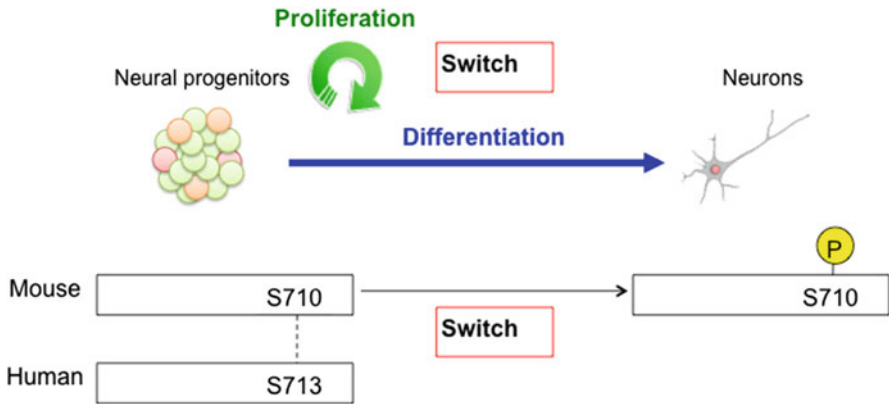 Proliferation
Neural progenitors
Switch
Neurons
Differentiation
P
Mouse S710 S710
Switch
Human S713